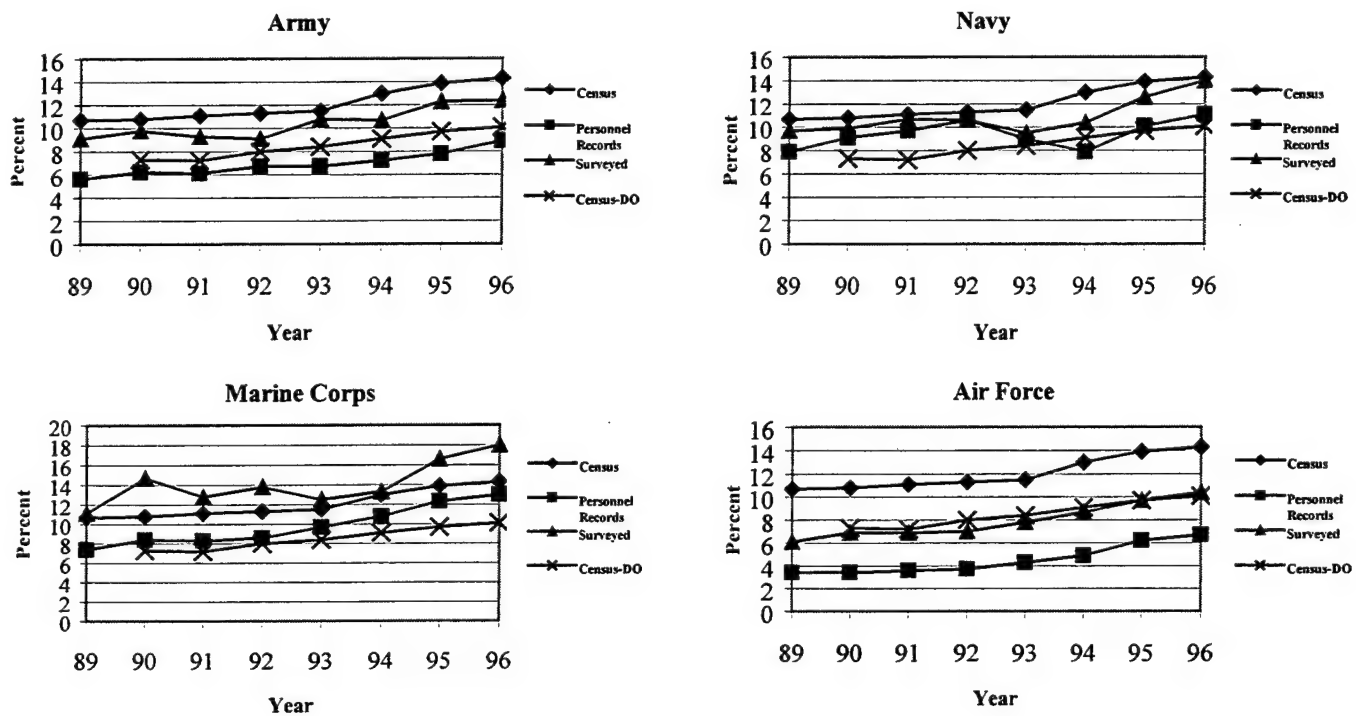 Army
Percent
16
14
12
10
8
6
4
2
0
89 90 91 92 93 94 95 96
Year
Census
Personnel
Records
Surveyed
Census-DO
Navy
Percent
16
14
12
10
8
6
4
2
0
89 90 91 92 93 94 95 96
Year
Census
Personnel
Records
Surveyed
Census-DO
Marine Corps
Percent
20
18
16
14
12
10
8
6
4
2
0
89 90 91 92 93 94 95 96
Year
Census
Personnel
Records
Surveyed
Census-DO
Air Force
Percent
16
14
12
10
8
6
4
2
0
89 90 91 92 93 94 95 96
Year
Census
Personnel
Records
Surveyed
Census-DO